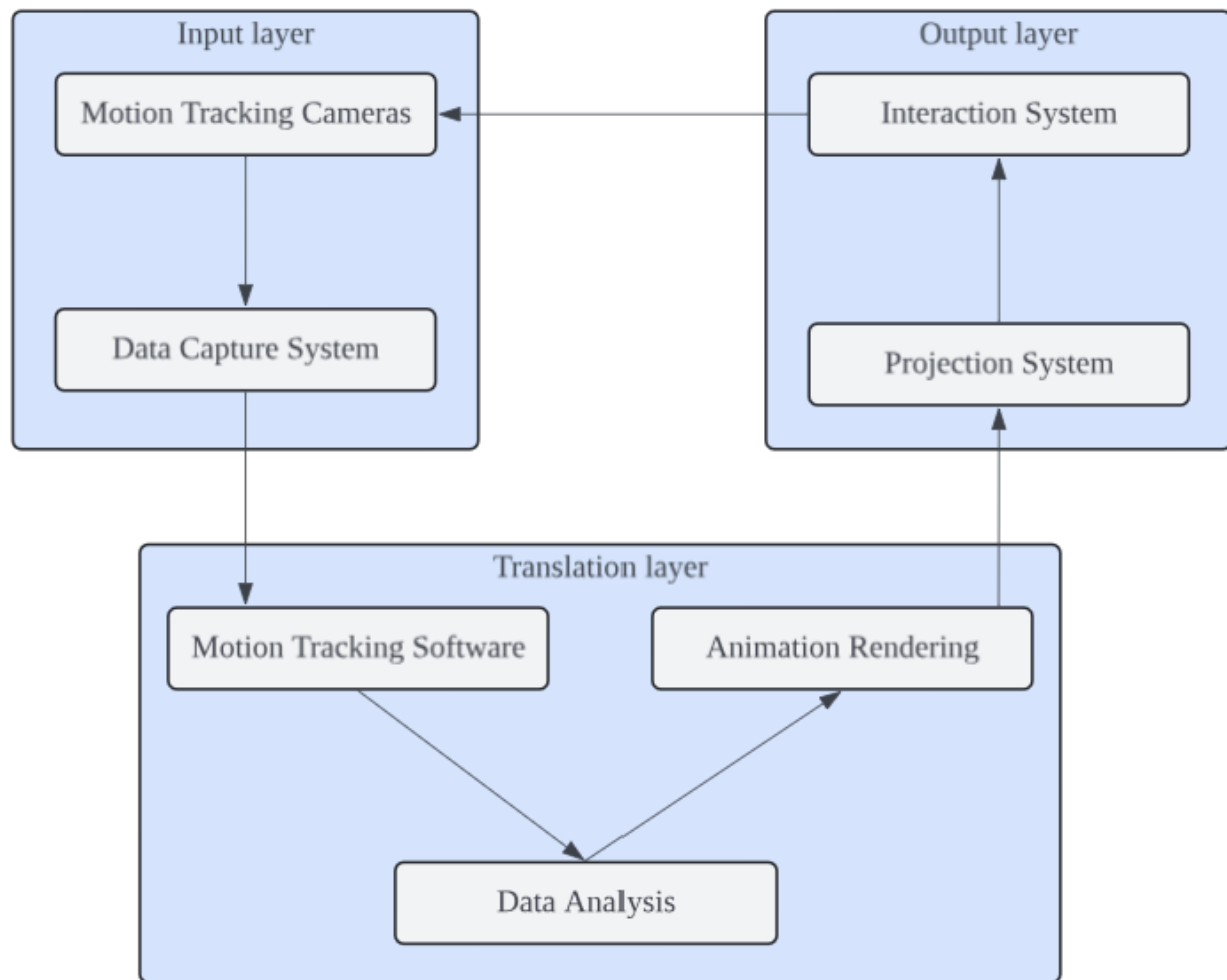 Input layer
Motion Tracking Cameras
Data Capture System
Output layer
Interaction System
Projection System
Translation layer
Motion Tracking Software
Animation Rendering
Data Analysis